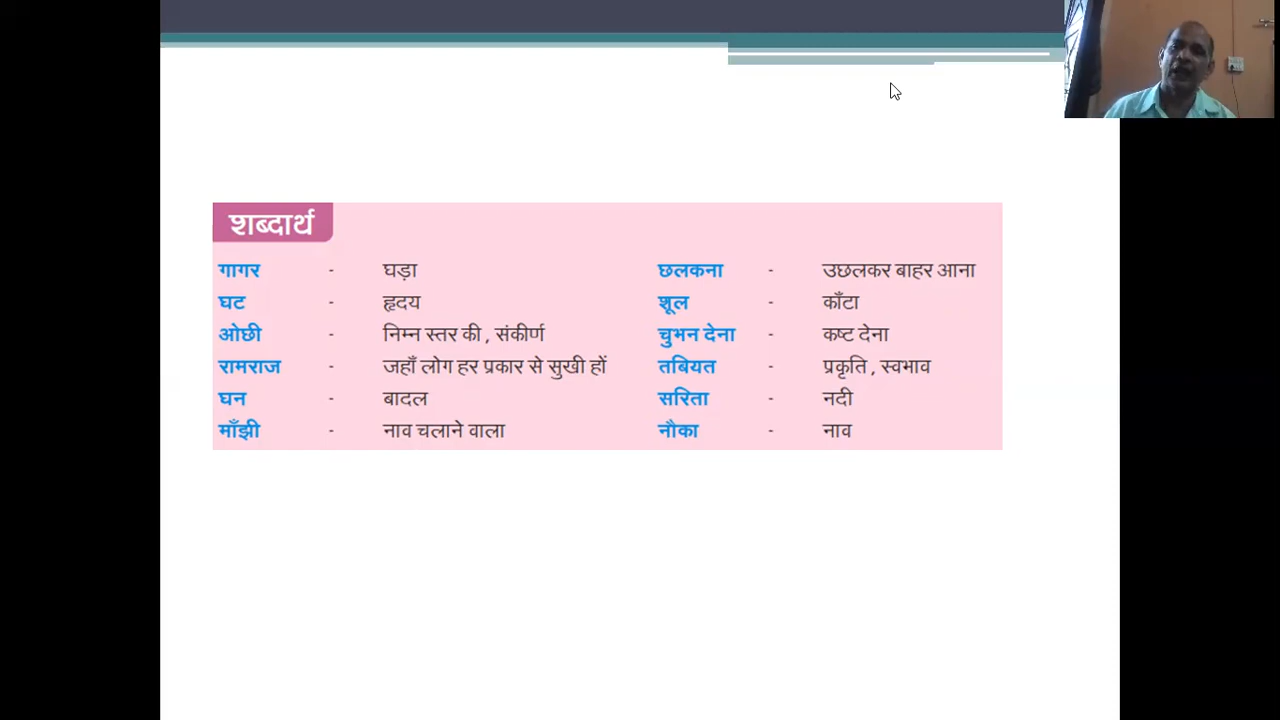 शब्दार्थ
गागर - घड़ा छलकना - उछलकर बाहर आना
घट - हृदय शूल - काँटा
ओछी - निम्न स्तर की , संकीर्ण चुभन देना - कष्ट देना
रामराज - जहाँ लोग हर प्रकार से सुखी हों तबियत - प्रकृति , स्वभाव
घन - बादल सरिता - नदी
माँझी - नाव चलाने वाला नौका - नाव